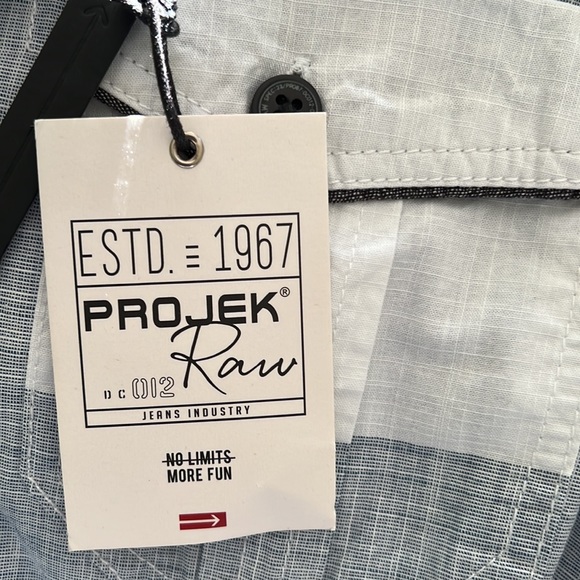 ESTD. = 1967
PROJEK®
Raw
DC 012
JEANS INDUSTRY
NO LIMITS
MORE FUN